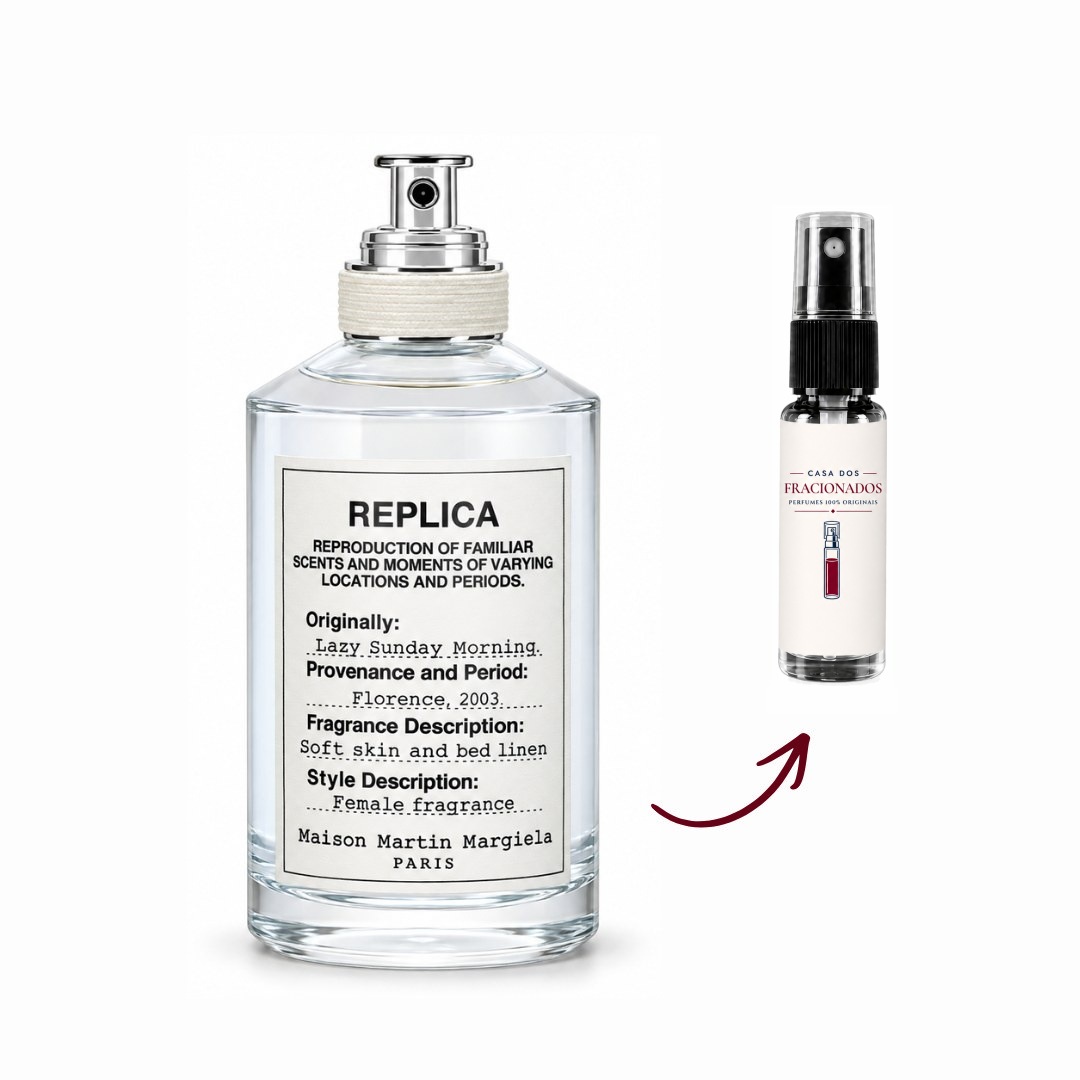 REPLICA
REPRODUCTION OF FAMILIAR
SCENTS AND MOMENTS OF VARYING
LOCATIONS AND PERIODS.
Originally:
Lazy Sunday Morning.
Provenance and Period:
Florence, 2003
Fragrance Description:
Soft skin and bed linen
Style Description:
Female fragrance
Maison Martin Margiela
PARIS
CASA DOS
FRACIONADOS
PERFUMES 100% ORIGINAIS